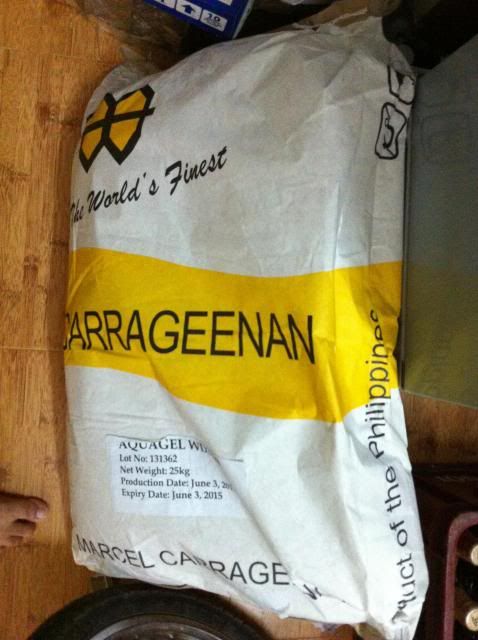 The World's Finest
CARRAGEENAN
AQUAGEL
Lot No: 131362
Net Weight: 25kg
Production Date: June 3,
Expiry Date: June 3, 2015
MARCEL CARRAGE
Product of the Philippines